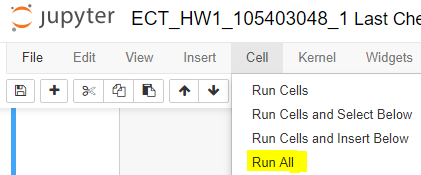 jupyter ECT_HW1_105403048_1 Last Che
File Edit View Insert Cell Kernel Widgets
Run Cells
Run Cells and Select Below
Run Cells and Insert Below
Run All